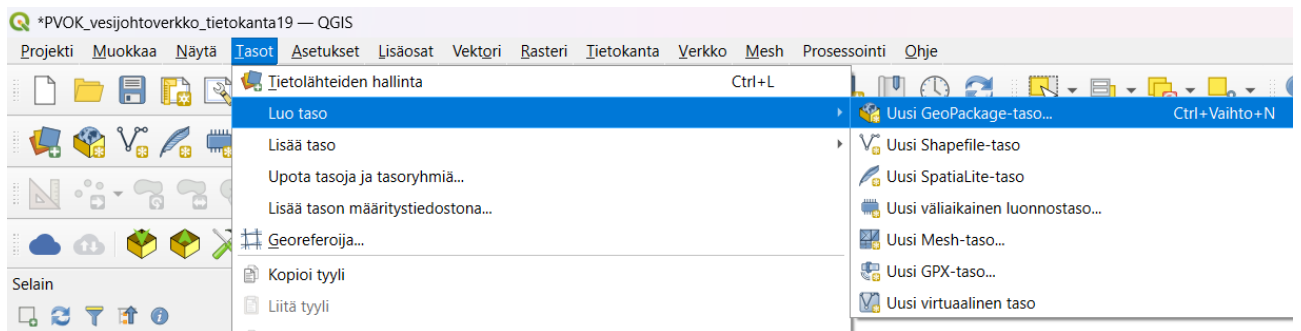 *PVOK_vesijohtoverkko_tietokanta19 — QGIS
Projekti Muokkaa Näytä Tasot Asetukset Lisäosat Vektori Rasteri Tietokanta Verkko Mesh Prosessointi Ohje
Tietolähteiden hallinta Ctrl+L
Luo taso
Lisää taso
Upota tasoja ja tasoryhmiä...
Lisää tason määritystiedostona...
Georeferoija...
Kopioi tyyli
Liitä tyyli
Uusi GeoPackage-taso... Ctrl+Vaihto+N
Uusi Shapefile-taso
Uusi SpatiaLite-taso
Uusi väliaikainen luonnostaso...
Uusi Mesh-taso...
Uusi GPX-taso...
Uusi virtuaalinen taso
Selain